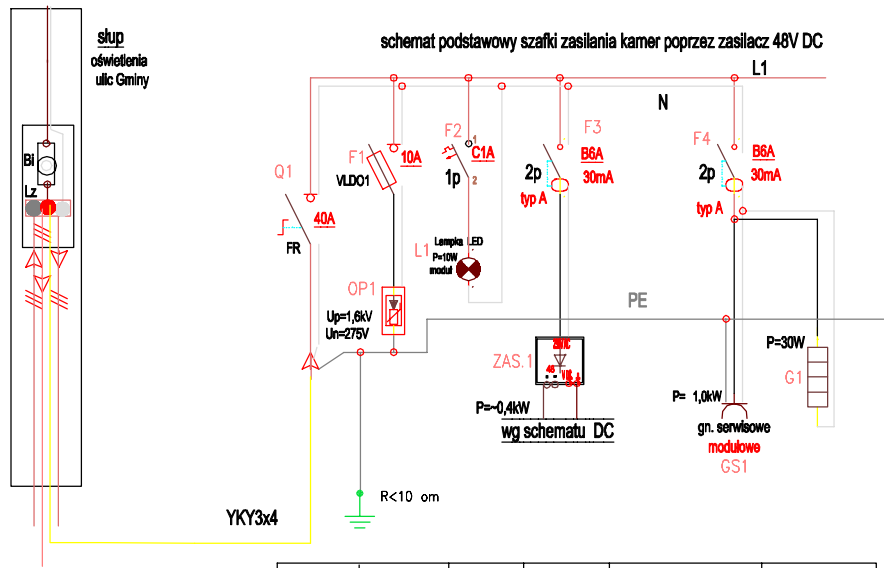 słup
oświetlenia
ulic Gminy
schemat podstawowy szafki zasilania kamer poprzez zasilacz 48V DC
L1
N
Bi
Lz
Q1
40A
FR
F1
10A
VLDO1
F2
1
C1A
1p
2
F3
B6A
2p
30mA
typ A
F4
B6A
2p
30mA
typ A
L1
Lampka LED
P=10W
moduł
OP1
Up=1,6kV
Un=275V
PE
ZAS.1
48
P=~0,4kW
wg schematu DC
P=30W
G1
P= 1,0kW
gn. serwisowe
modułowe
GS1
R<10 om
YKY3x4